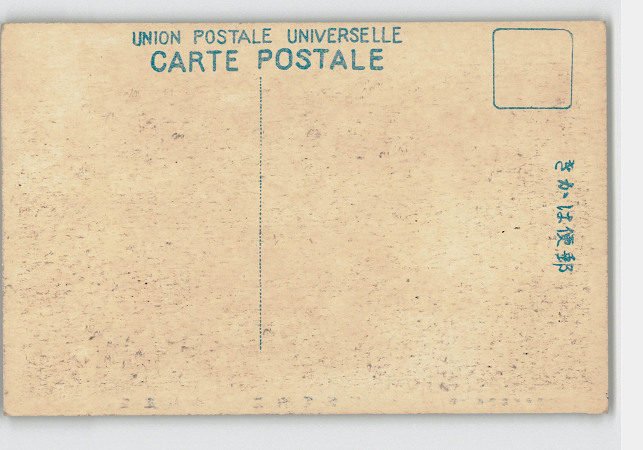 UNION POSTALE UNIVERSELLE
CARTE POSTALE
きかは便郵